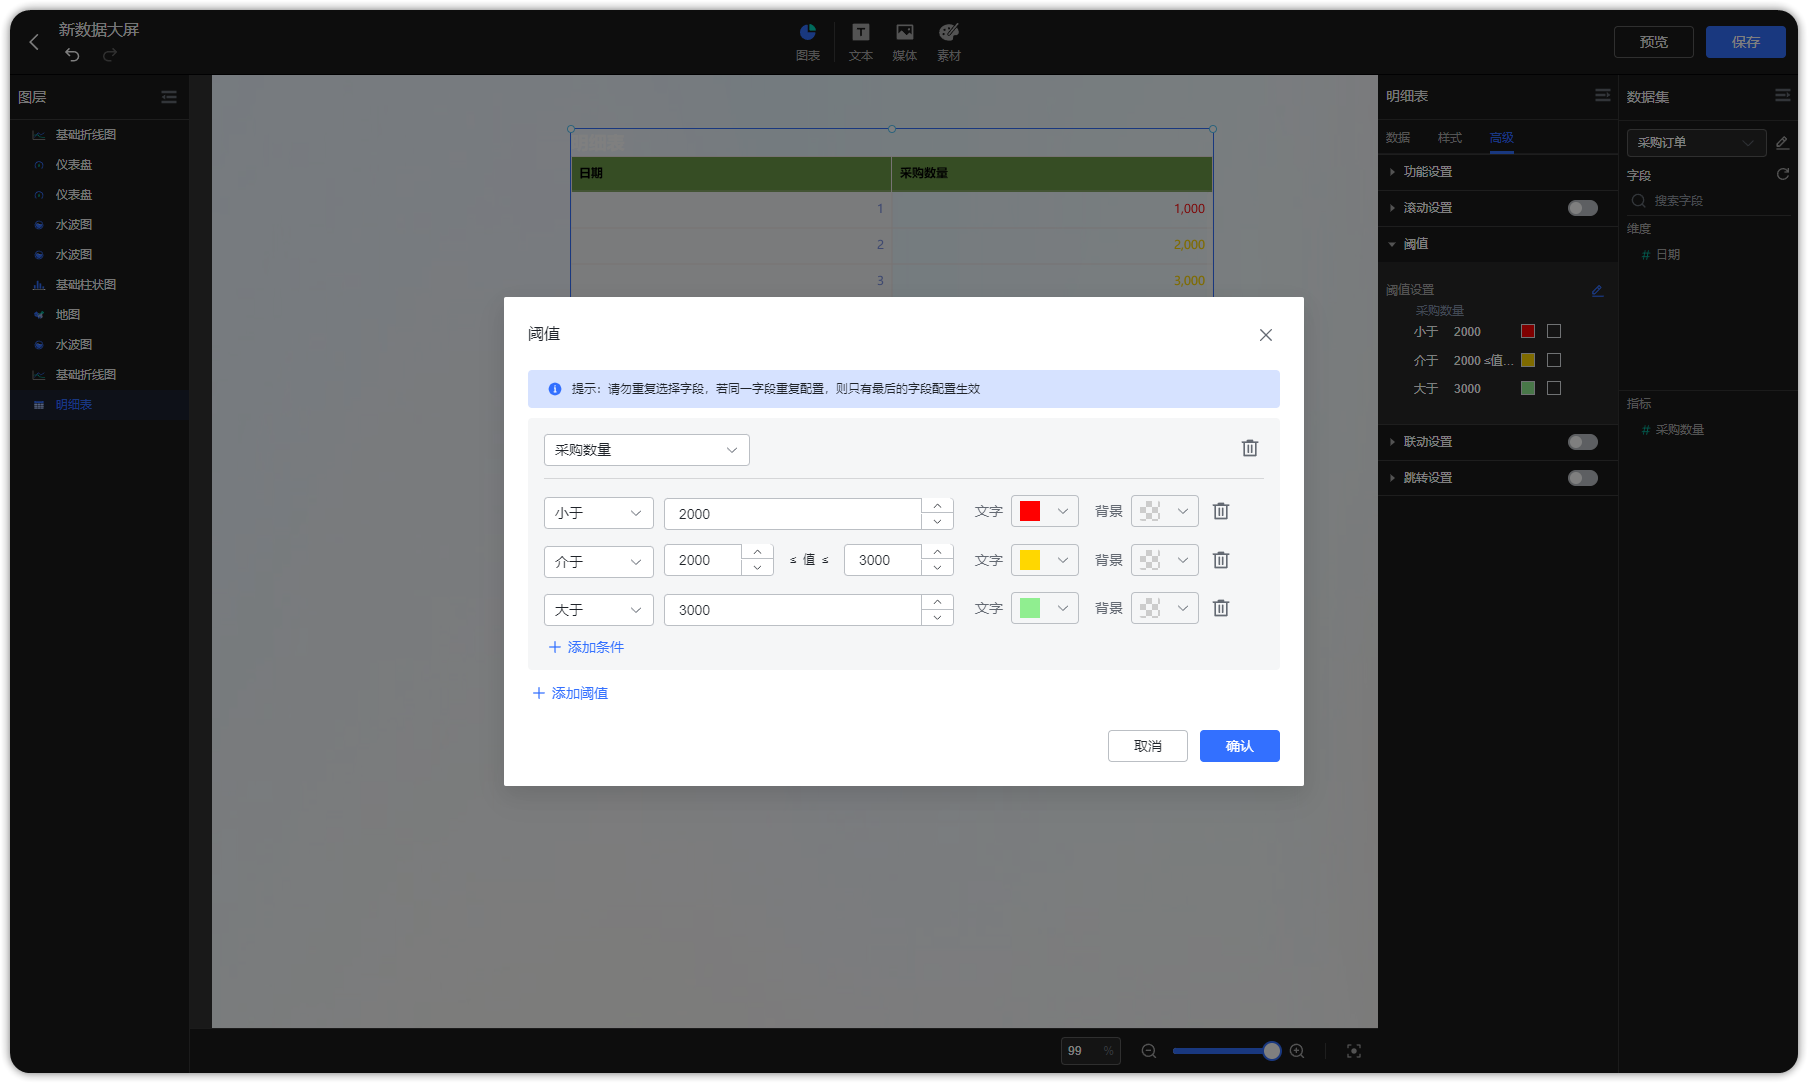 新数据大屏
图表
文本
媒体
素材
预览
保存
图层
基础折线图
仪表盘
仪表盘
水波图
水波图
基础柱状图
地图
水波图
基础折线图
明细表
明细表
日期
采购数量
1
1,000
2
2,000
3
3,000
阈值
提示：请勿重复选择字段，若同一字段重复配置，则只有最后的字段配置生效
采购数量
小于
2000
文字
背景
介于
2000
≤ 值 ≤
3000
文字
背景
大于
3000
文字
背景
添加条件
添加阈值
取消
确认
99 %
明细表
数据
样式
高级
功能设置
滚动设置
阈值
阈值设置
采购数量
小于 2000
介于 2000 ≤值...
大于 3000
联动设置
跳转设置
数据集
采购订单
字段
搜索字段
维度
# 日期
指标
# 采购数量